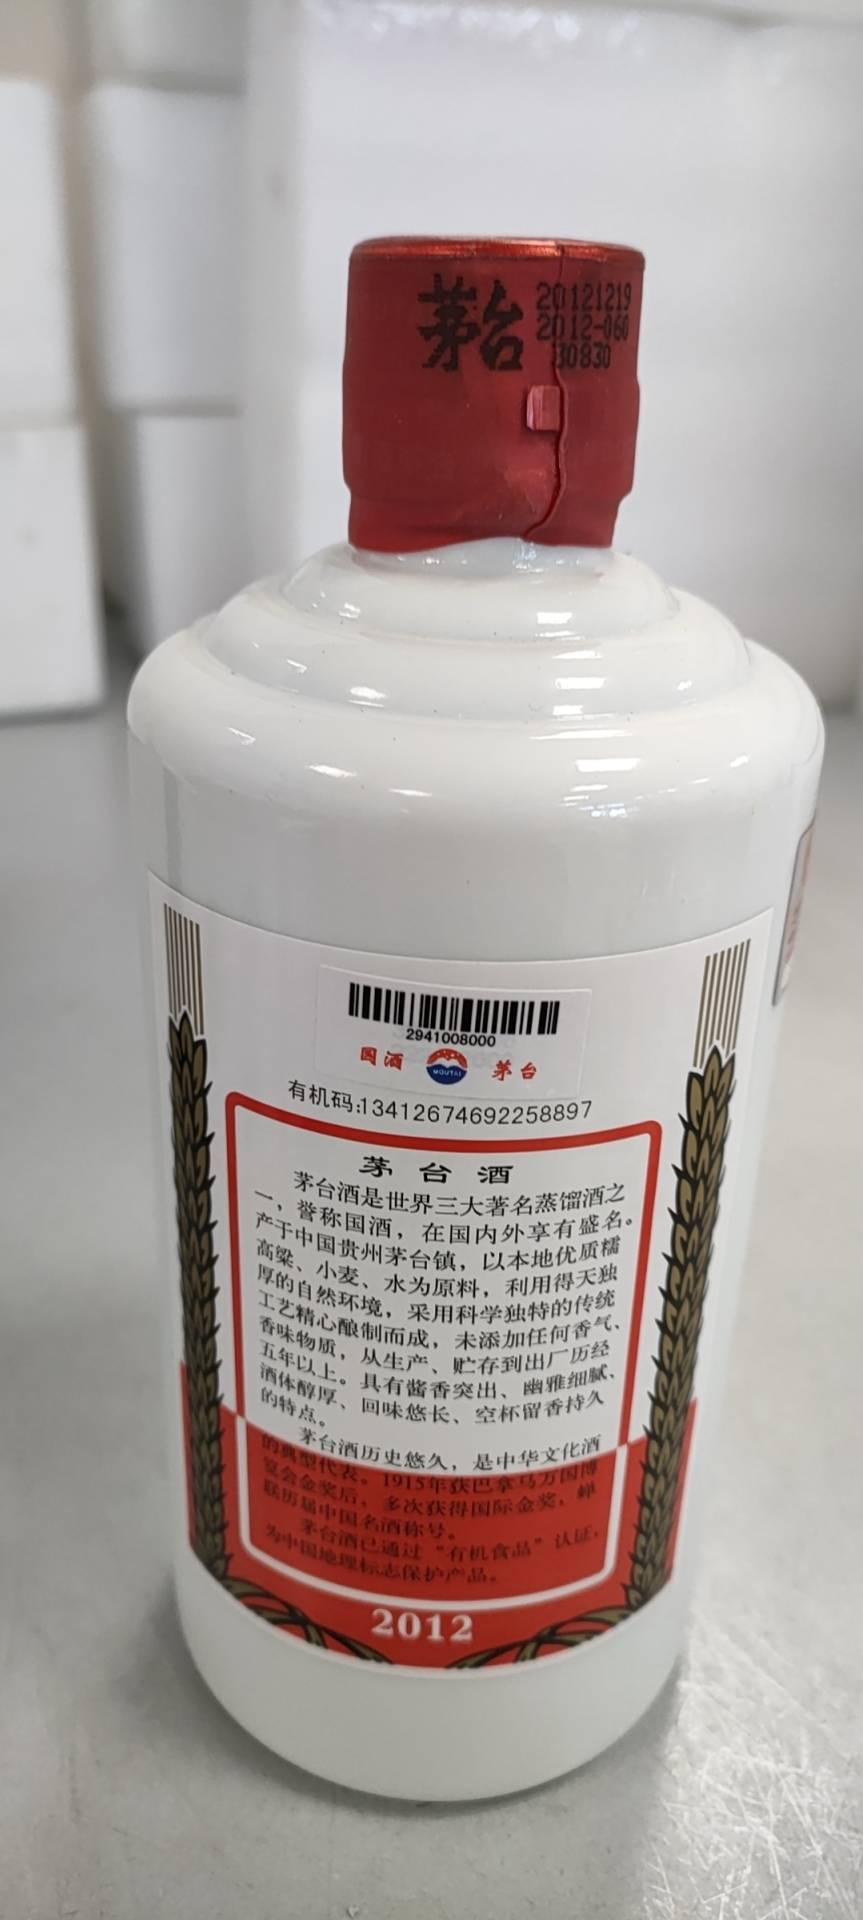 茅台
20121219
2012-060
30830
2941008000
国酒 MOUTAI 茅台
有机码:13412674692258897
茅台酒
茅台酒是世界三大著名蒸馏酒之
一，誉称国酒，在国内外享有盛名。
产于中国贵州茅台镇，以本地优质糯
高粱、小麦、水为原料，利用得天独
厚的自然环境，采用科学独特的传统
工艺精心酿制而成，未添加任何香气、
香味物质，从生产、贮存到出厂历经
五年以上。具有酱香突出、幽雅细腻、
酒体醇厚、回味悠长、空杯留香持久
的特点。
茅台酒历史悠久，是中华文化酒
的典型代表。1915年获巴拿马万国博
览会金奖后，多次获得国际金奖，蝉
联历届中国名酒称号。
茅台酒已通过“有机食品”认证，
为中国地理标志保护产品。
2012